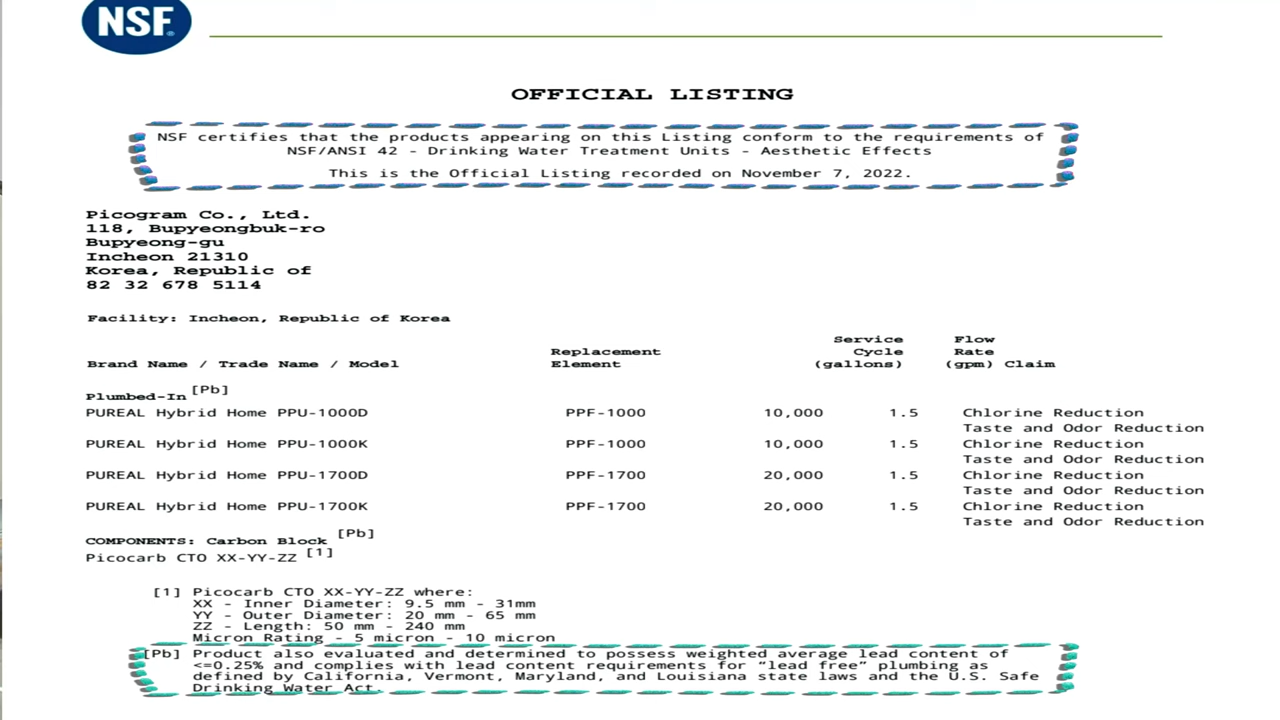 NSF®
OFFICIAL LISTING
NSF certifies that the products appearing on this Listing conform to the requirements of
NSF/ANSI 42 - Drinking Water Treatment Units - Aesthetic Effects
This is the Official Listing recorded on November 7, 2022.
Picogram Co., Ltd.
118, Bupyeongbuk-ro
Bupyeong-gu
Incheon 21310
Korea, Republic of
82 32 678 5114
Facility: Incheon, Republic of Korea
Service Flow
Replacement Cycle Rate
Brand Name / Trade Name / Model Element (gallons) (gpm) Claim
Plumbed-In [Pb]
PUREAL Hybrid Home PPU-1000D PPF-1000 10,000 1.5 Chlorine Reduction
Taste and Odor Reduction
PUREAL Hybrid Home PPU-1000K PPF-1000 10,000 1.5 Chlorine Reduction
Taste and Odor Reduction
PUREAL Hybrid Home PPU-1700D PPF-1700 20,000 1.5 Chlorine Reduction
Taste and Odor Reduction
PUREAL Hybrid Home PPU-1700K PPF-1700 20,000 1.5 Chlorine Reduction
Taste and Odor Reduction
COMPONENTS: Carbon Block [Pb]
Picocarb CTO XX-YY-ZZ [1]
[1] Picocarb CTO XX-YY-ZZ where:
XX - Inner Diameter: 9.5 mm - 31mm
YY - Outer Diameter: 20 mm - 65 mm
ZZ - Length: 50 mm - 240 mm
Micron Rating - 5 micron - 10 micron
[Pb] Product also evaluated and determined to possess weighted average lead content of
<=0.25% and complies with lead content requirements for “lead free” plumbing as
defined by California, Vermont, Maryland, and Louisiana state laws and the U.S. Safe
Drinking Water Act.